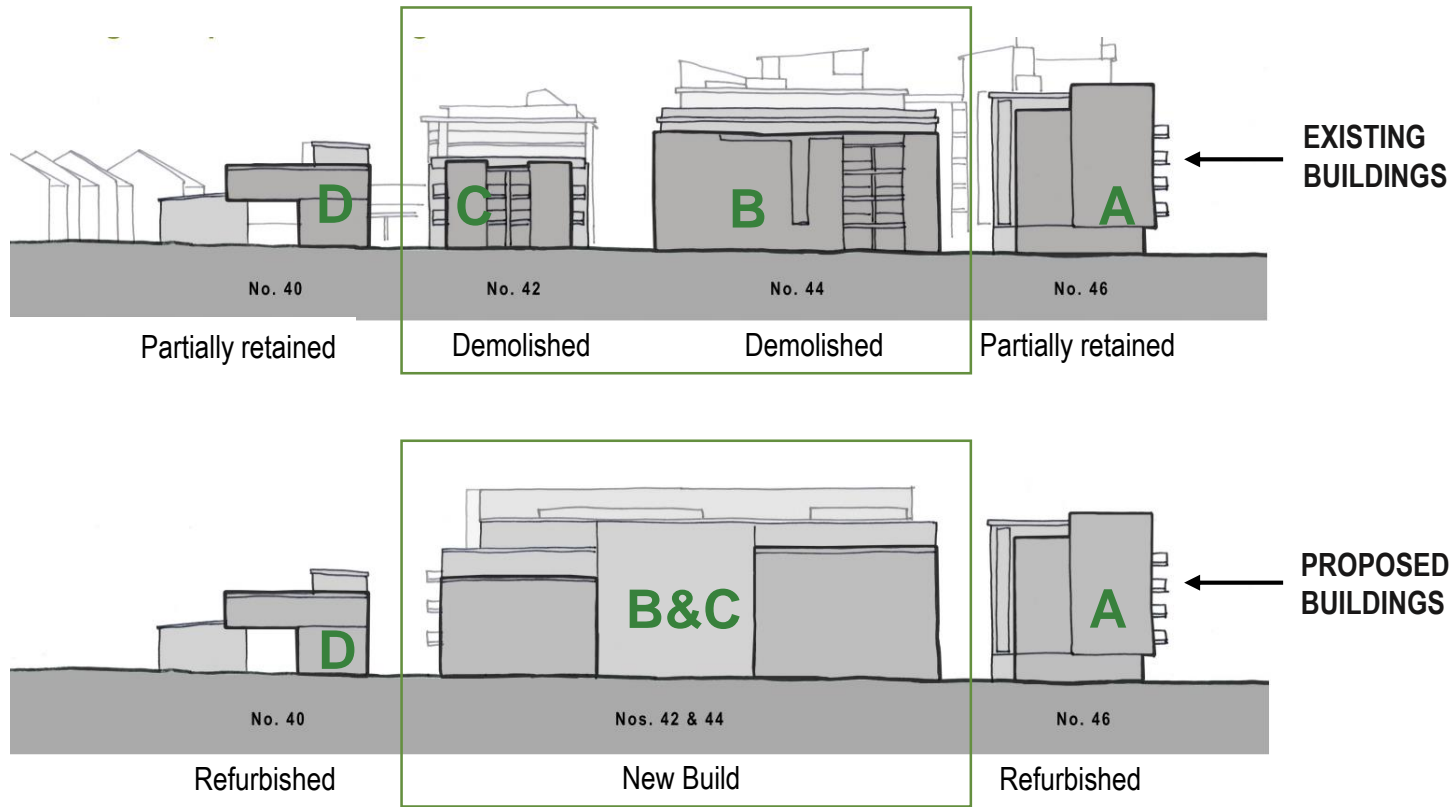 D
C
B
A
EXISTING
BUILDINGS
No. 40
No. 42
No. 44
No. 46
Partially retained
Demolished
Demolished
Partially retained
D
B&C
A
PROPOSED
BUILDINGS
No. 40
Nos. 42 & 44
No. 46
Refurbished
New Build
Refurbished